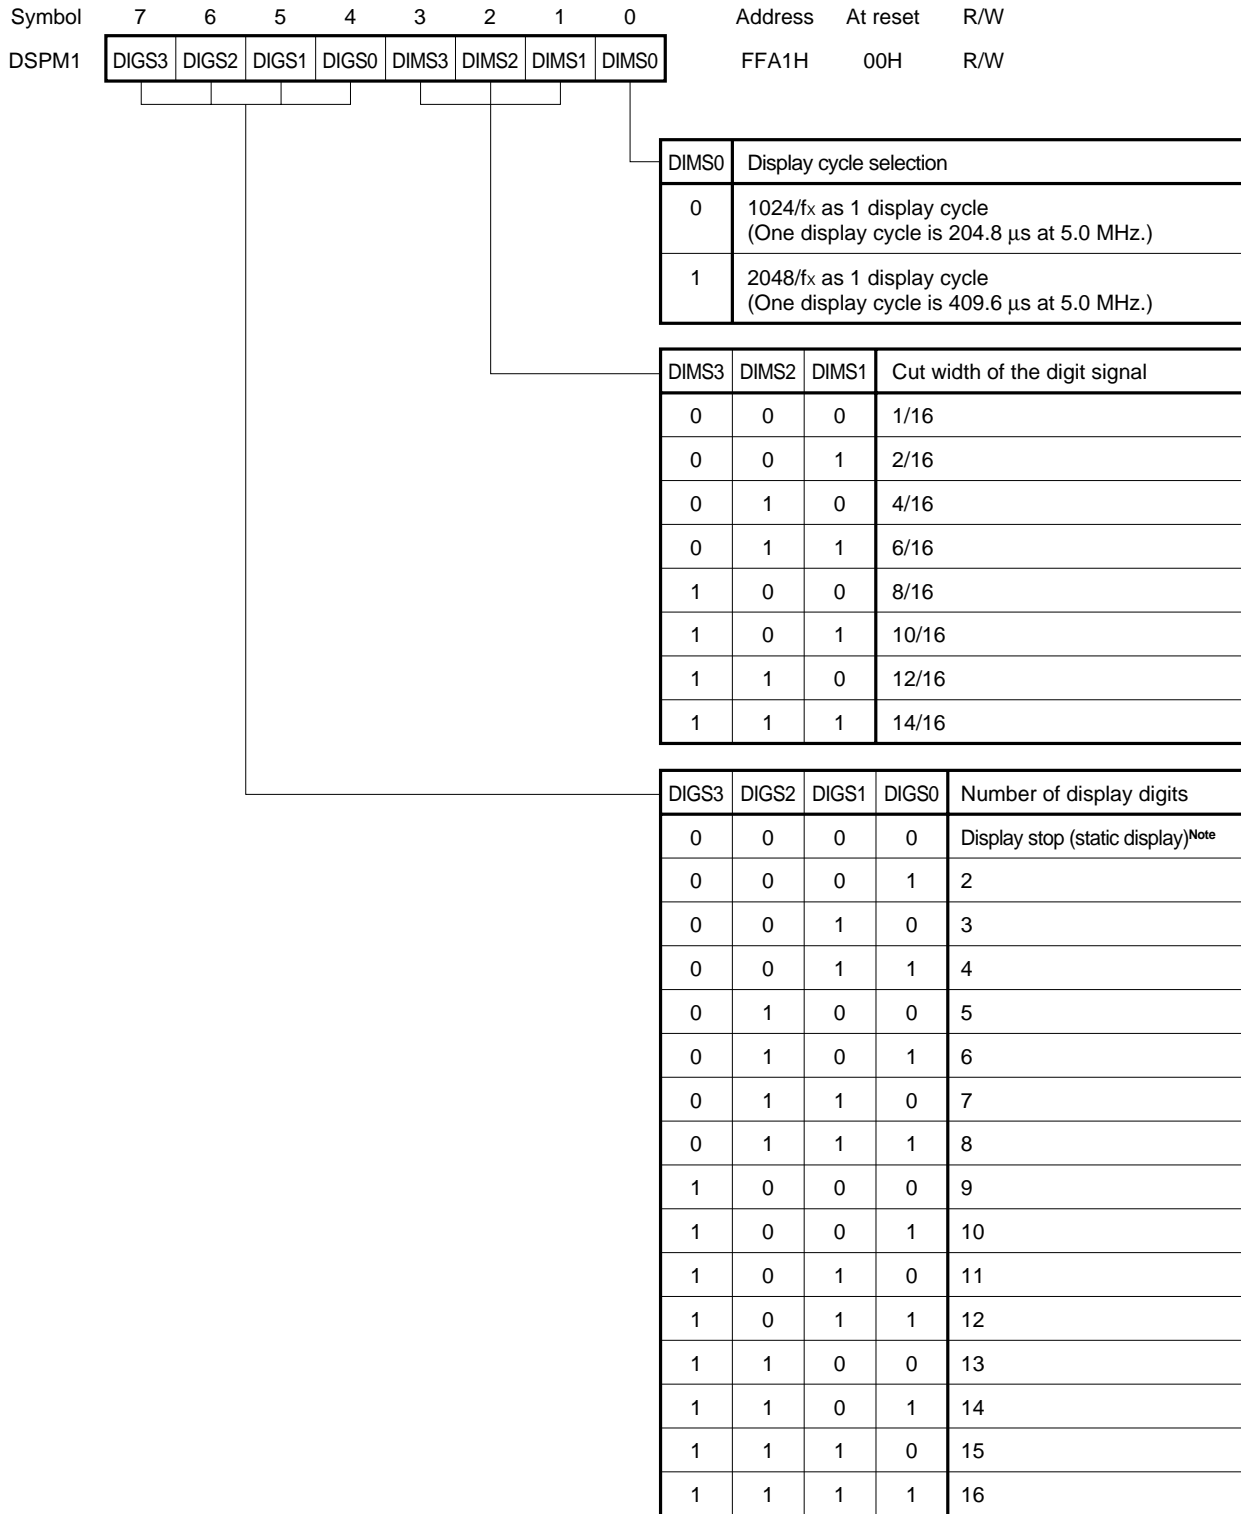 Symbol 7 6 5 4 3 2 1 0 Address At reset R/W
DSPM1 DIGS3 DIGS2 DIGS1 DIGS0 DIMS3 DIMS2 DIMS1 DIMS0 FFA1H 00H R/W
DIMS0 Display cycle selection
0 1024/fx as 1 display cycle
(One display cycle is 204.8 μs at 5.0 MHz.)
1 2048/fx as 1 display cycle
(One display cycle is 409.6 μs at 5.0 MHz.)
DIMS3 DIMS2 DIMS1 Cut width of the digit signal
0 0 0 1/16
0 0 1 2/16
0 1 0 4/16
0 1 1 6/16
1 0 0 8/16
1 0 1 10/16
1 1 0 12/16
1 1 1 14/16
DIGS3 DIGS2 DIGS1 DIGS0 Number of display digits
0 0 0 0 Display stop (static display)Note
0 0 0 1 2
0 0 1 0 3
0 0 1 1 4
0 1 0 0 5
0 1 0 1 6
0 1 1 0 7
0 1 1 1 8
1 0 0 0 9
1 0 0 1 10
1 0 1 0 11
1 0 1 1 12
1 1 0 0 13
1 1 0 1 14
1 1 1 0 15
1 1 1 1 16